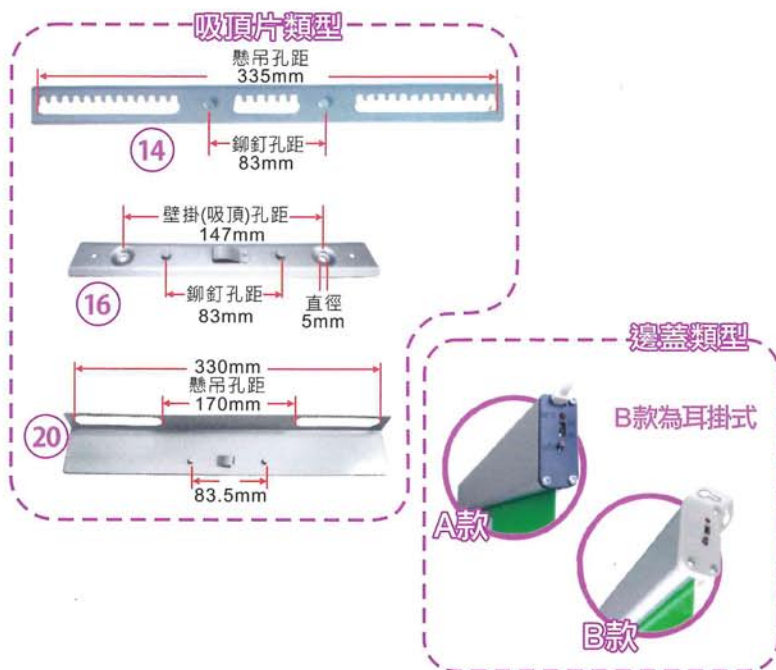 吸頂片類型
懸吊孔距
335mm
14
鉚釘孔距
83mm
壁掛(吸頂)孔距
147mm
16
鉚釘孔距
83mm
直徑
5mm
330mm
懸吊孔距
170mm
20
83.5mm
邊蓋類型
B款為耳掛式
A款
B款